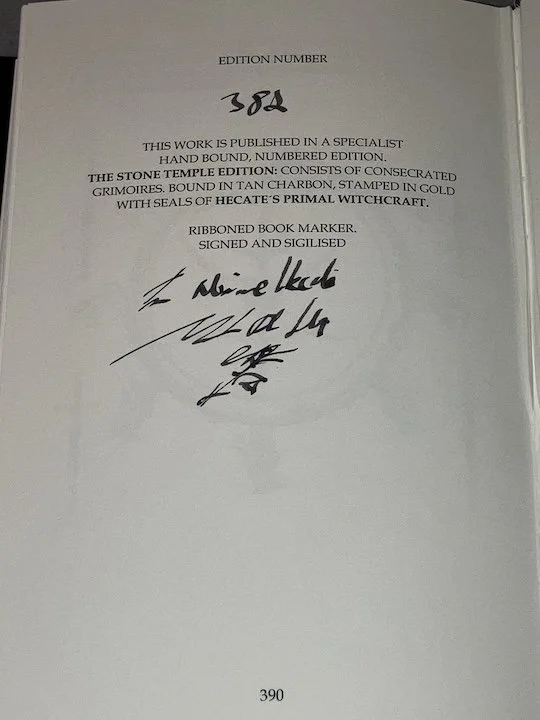 EDITION NUMBER
382
THIS WORK IS PUBLISHED IN A SPECIALIST
HAND BOUND, NUMBERED EDITION.
THE STONE TEMPLE EDITION: CONSISTS OF CONSECRATED
GRIMOIRES. BOUND IN TAN CHARBON, STAMPED IN GOLD
WITH SEALS OF HECATE´S PRIMAL WITCHCRAFT.
RIBBONED BOOK MARKER.
SIGNED AND SIGILISED
390